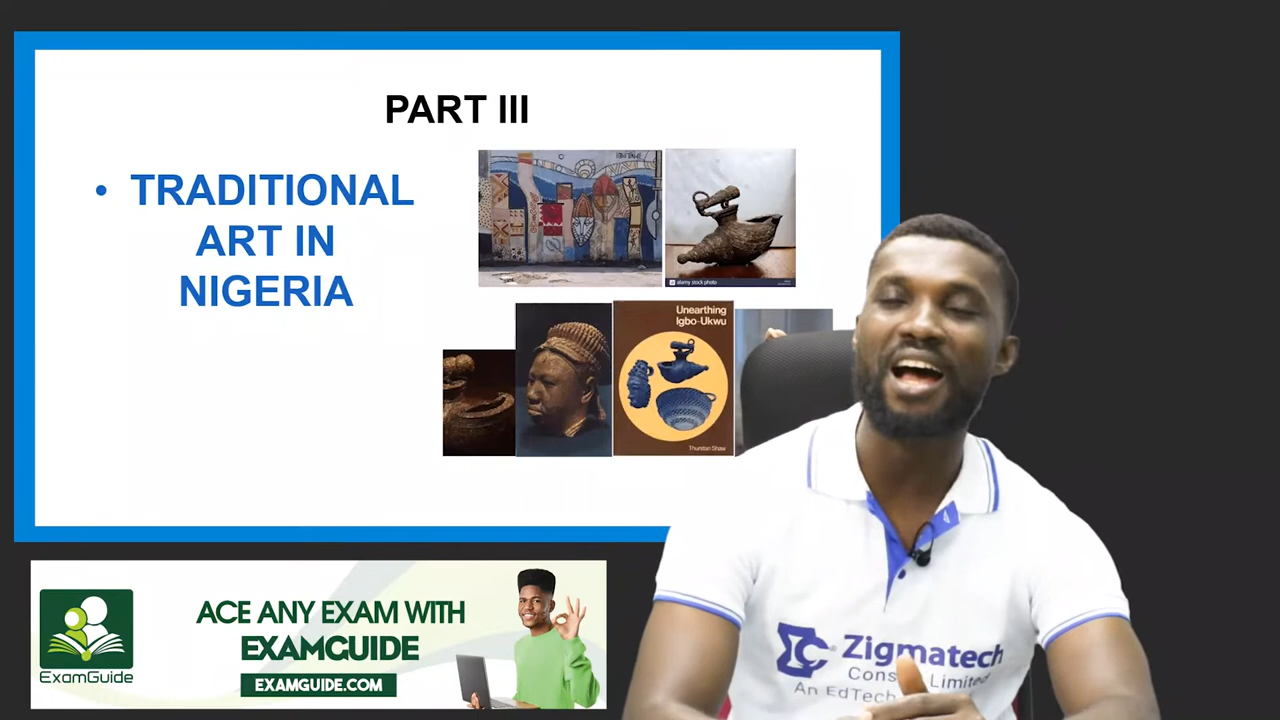 PART III
• TRADITIONAL
ART IN
NIGERIA
alamy stock photo
Unearthing
Igbo-Ukwu
Thurstan Shaw
ACE ANY EXAM WITH
EXAMGUIDE
EXAMGUIDE.COM
ExamGuide
Zigmatech
Limited
An EdTech